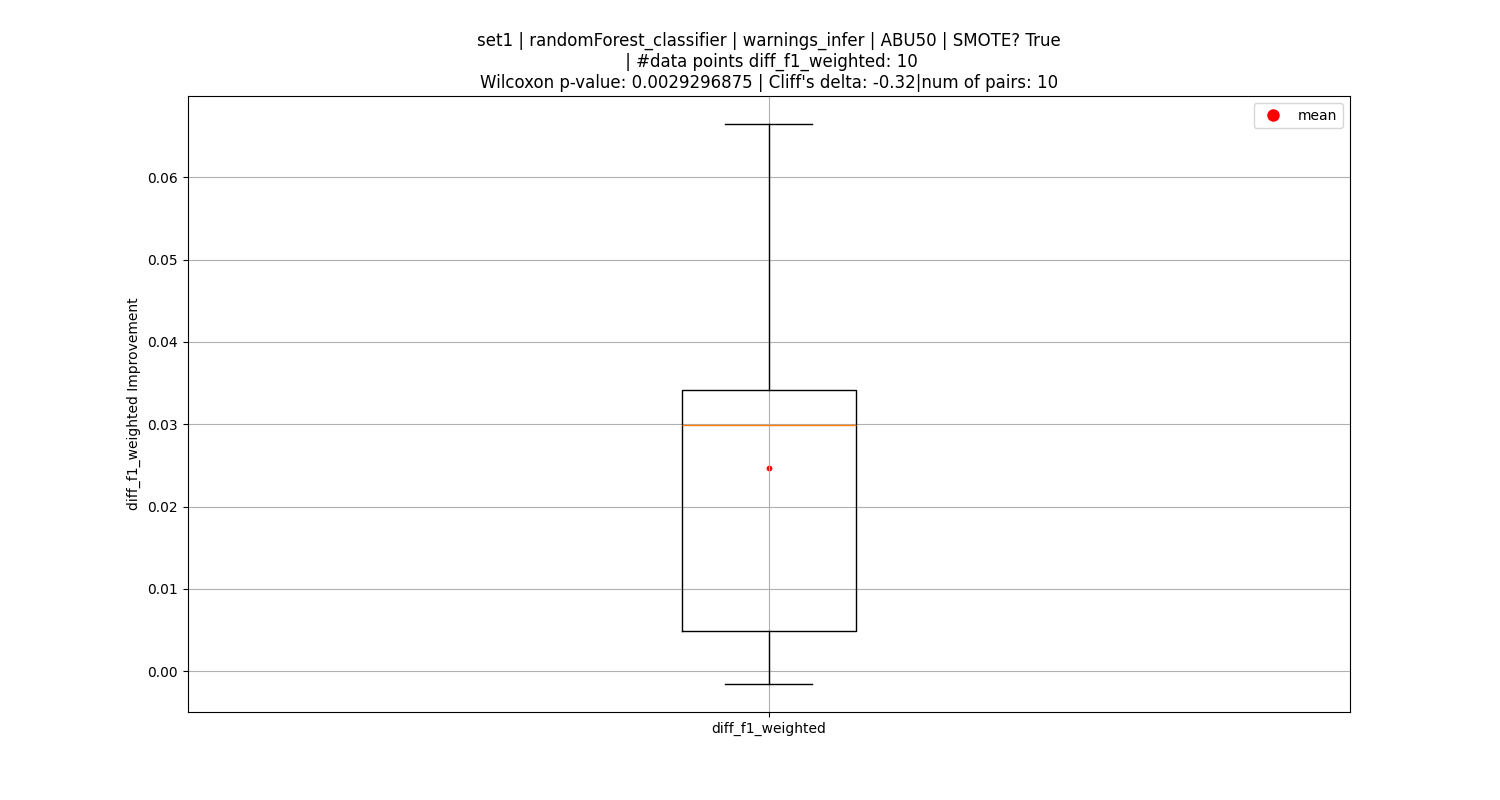 set1 | randomForest_classifier | warnings_infer | ABU50 | SMOTE? True
| #data points diff_f1_weighted: 10
Wilcoxon p-value: 0.0029296875 | Cliff's delta: -0.32|num of pairs: 10
mean
0.06
0.05
0.04
0.03
0.02
0.01
0.00
diff_f1_weighted Improvement
diff_f1_weighted